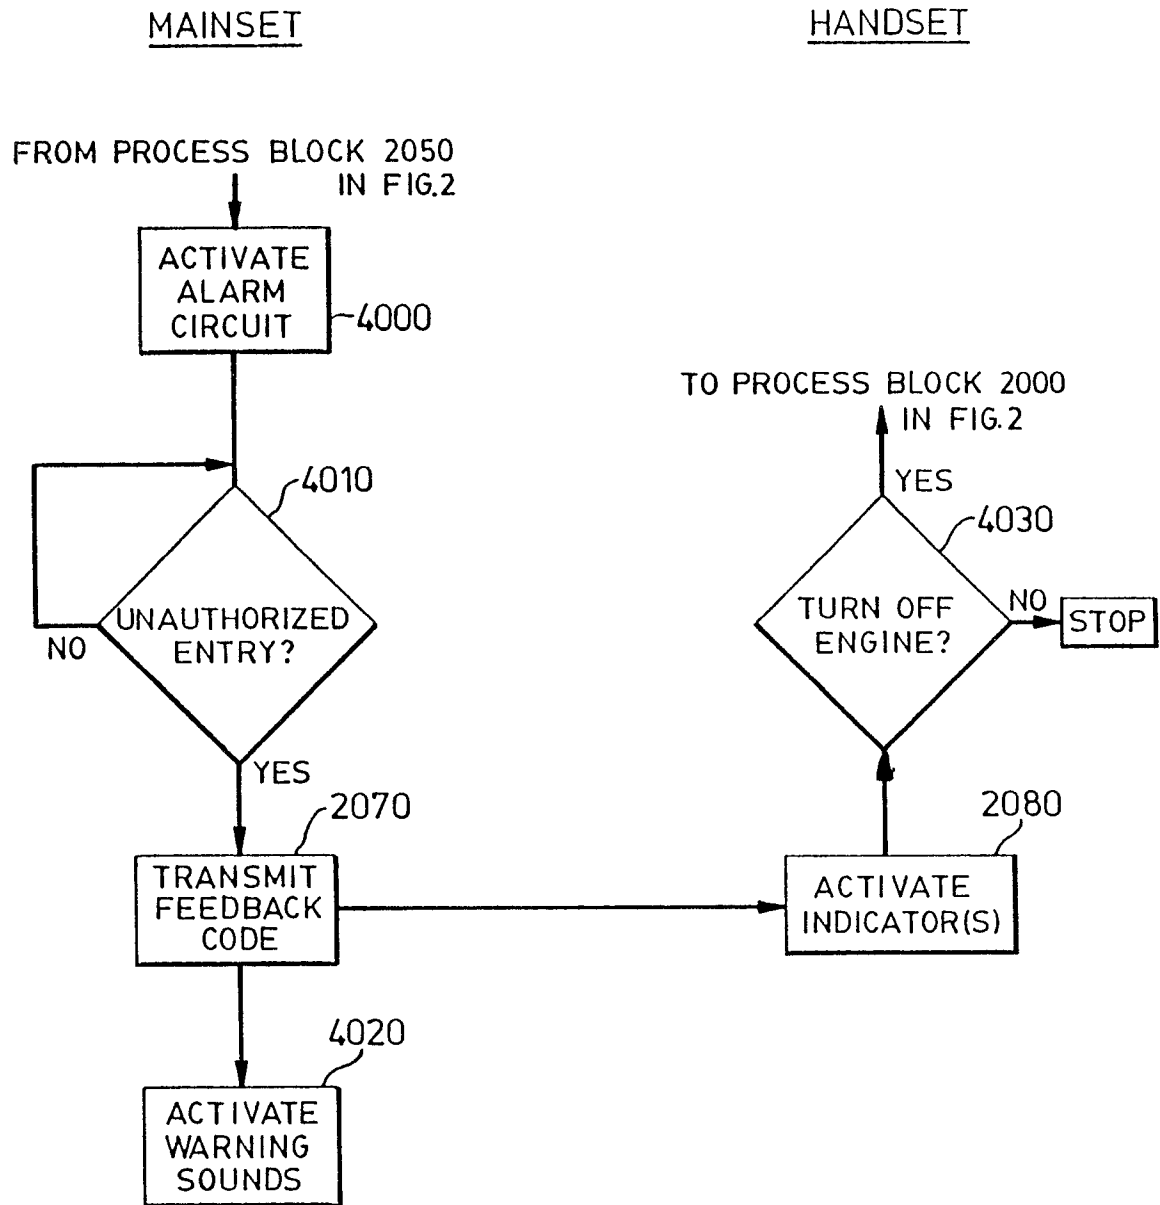 MAINSET
HANDSET
FROM PROCESS BLOCK 2050
IN FIG.2
ACTIVATE
ALARM
CIRCUIT
4000
4010
UNAUTHORIZED
ENTRY?
NO
YES
2070
TRANSMIT
FEEDBACK
CODE
4020
ACTIVATE
WARNING
SOUNDS
TO PROCESS BLOCK 2000
IN FIG.2
YES
4030
TURN OFF
ENGINE?
NO
STOP
2080
ACTIVATE
INDICATOR(S)